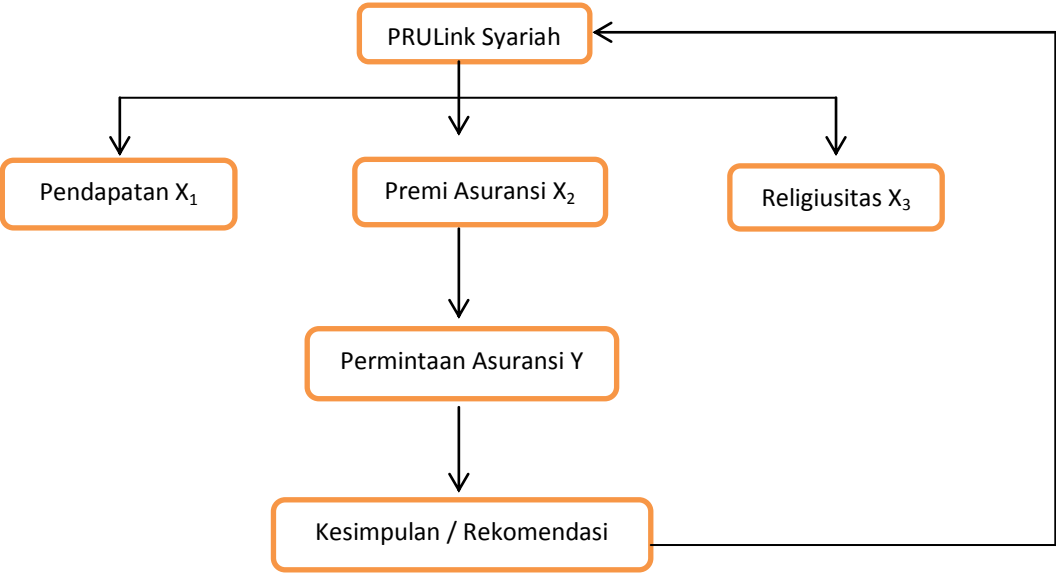 PRULink Syariah
Pendapatan X₁
Premi Asuransi X₂
Religiusitas X₃
Permintaan Asuransi Y
Kesimpulan / Rekomendasi